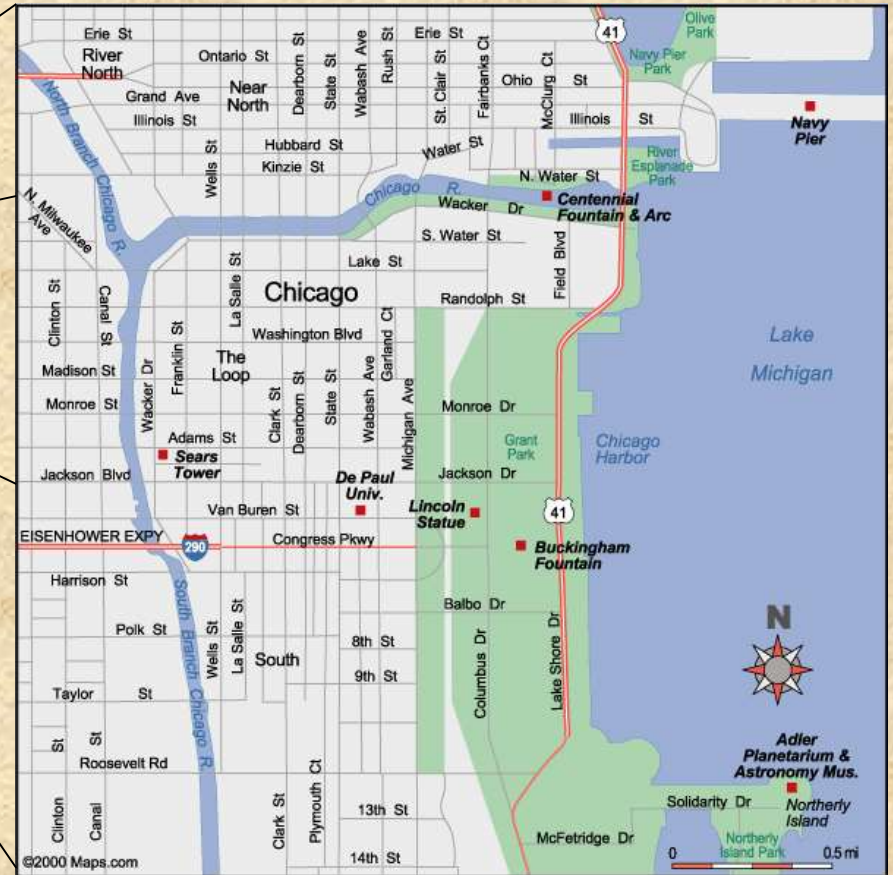 Erie St
River
North
Ontario St
Near
North
Grand Ave
Illinois St
Dearborn St
State St
Wabash Ave
Rush St
Erie St
St. Clair St
Fairbanks Ct
Ohio St
McClurg Ct
Illinois St
41
Olive
Park
Navy Pier
Park
Navy
Pier
North Branch Chicago R.
Wells St
Hubbard St
Kinzie St
Water St
N. Water St
River
Esplanade
Park
Chicago R.
Wacker Dr
Centennial
Fountain & Arc
N. Milwaukee
Ave
S. Water St
Lake St
Field Blvd
Randolph St
Clinton St
Canal St
La Salle St
Chicago
Washington Blvd
Garland Ct
Franklin St
The
Loop
Madison St
Monroe St
Wacker Dr
Clark St
Dearborn St
State St
Wabash Ave
Michigan Ave
Monroe Dr
Lake
Michigan
Adams St
Sears
Tower
Jackson Blvd
Grant
Park
Chicago
Harbor
Jackson Dr
De Paul
Univ.
Lincoln
Statue
Van Buren St
41
EISENHOWER EXPY
290
Congress Pkwy
Buckingham
Fountain
Harrison St
South Branch Chicago R.
Polk St
Wells St
La Salle St
South
8th St
9th St
Balbo Dr
Columbus Dr
Lake Shore Dr
N
Taylor St
St
St
Roosevelt Rd
Clinton
Canal
Clark St
Plymouth Ct
13th St
14th St
Adler
Planetarium &
Astronomy Mus.
Solidarity Dr
Northerly
Island
McFetridge Dr
Northerly
Island Park
0 0.5 mi
©2000 Maps.com